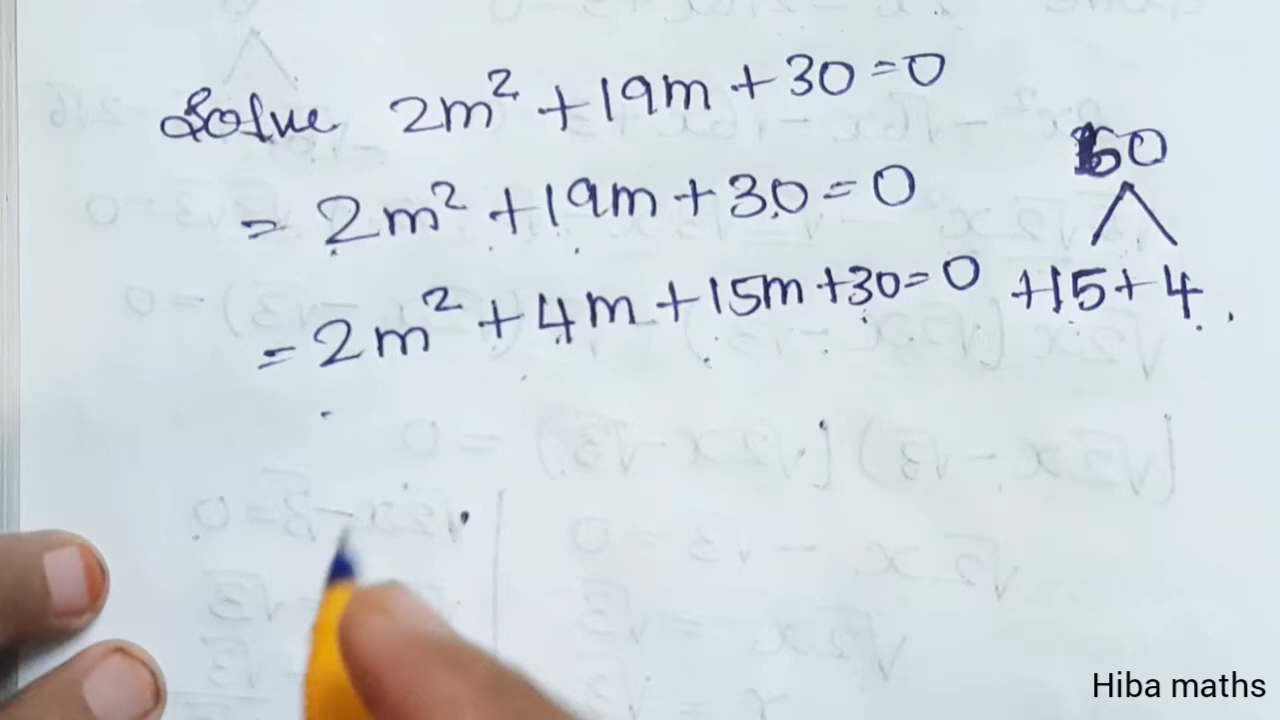 Solve 2m² + 19m + 30 = 0
= 2m² + 19m + 30 = 0
60
= 2m² + 4m + 15m + 30 = 0
+15 + 4
Hiba maths